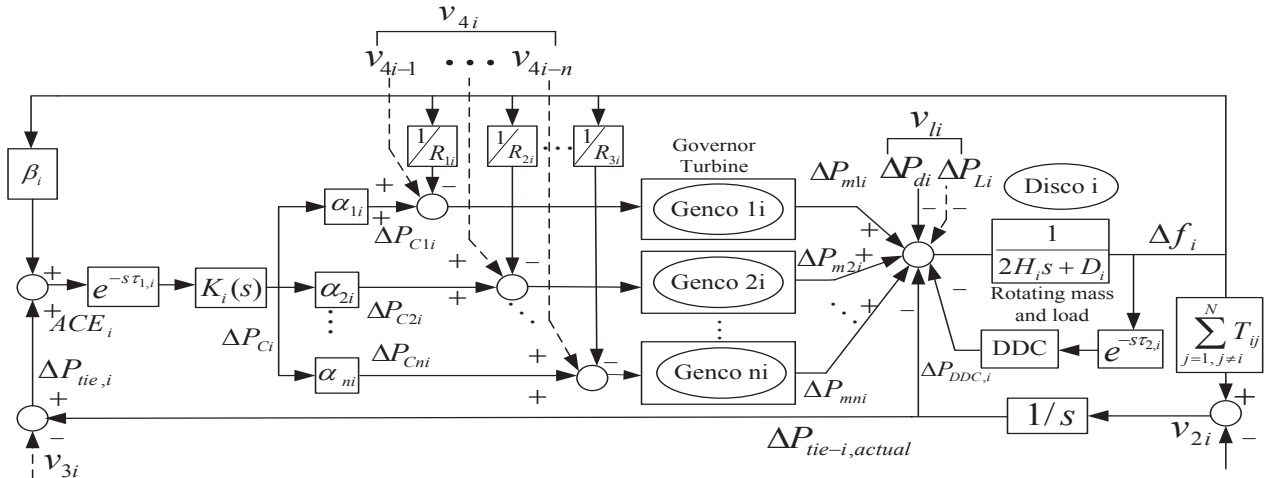 v_{4i}
v_{4i-1} • • • v_{4i-n}
β_i
1/R_{1i} 1/R_{2i} ... 1/R_{3i}
Governor
Turbine
v_{li}
ΔP_{di} ΔP_{Li}
Disco i
α_{1i}
+ + −
ΔP_{C1i}
Genco 1i
ΔP_{m1i}
+ − −
1
2H_i s + D_i
Δf_i
Rotating mass
and load
+
+
ACE_i
e^{-sτ_{1,i}}
K_i(s)
ΔP_{Ci}
α_{2i}
ΔP_{C2i}
+ + −
Genco 2i
ΔP_{m2i}
+ + − −
DDC
e^{-sτ_{2,i}}
ΔP_{DDC,i}
\sum_{j=1, j≠i}^{N} T_{ij}
α_{ni}
ΔP_{Cni}
+ + −
Genco ni
ΔP_{mni}
ΔP_{tie,i}
+
−
v_{3i}
ΔP_{tie-i,actual}
1/s
v_{2i}
+
−